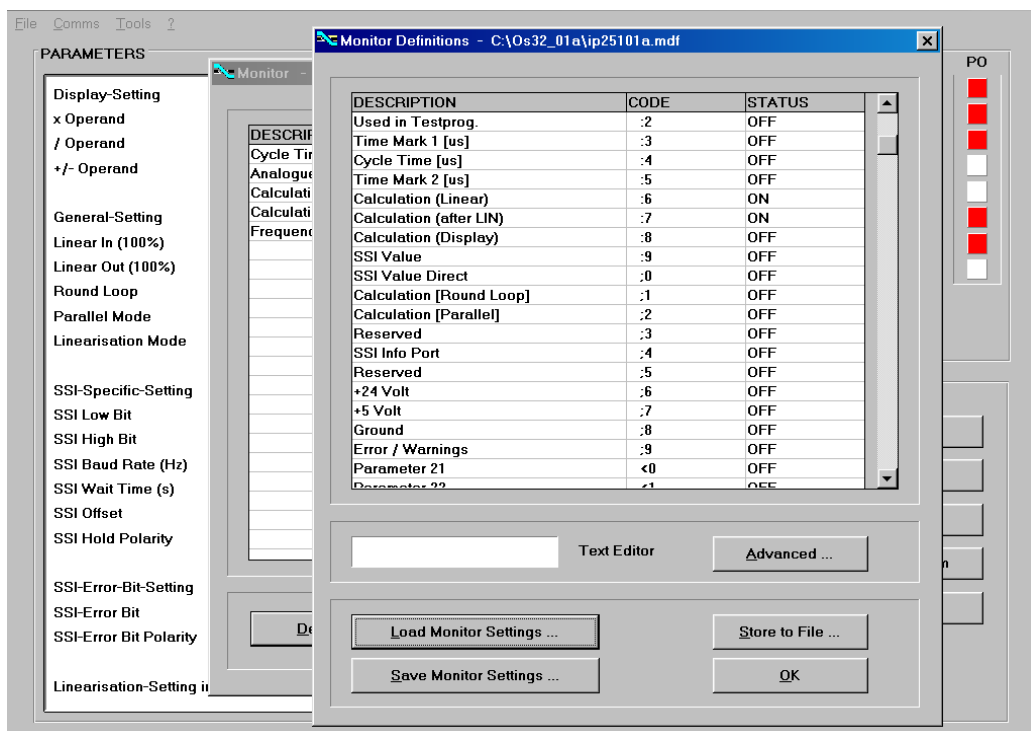 File Comms Tools ?
PARAMETERS
Display-Setting
x Operand
/ Operand
+/- Operand
General-Setting
Linear In (100%)
Linear Out (100%)
Round Loop
Parallel Mode
Linearisation Mode
SSI-Specific-Setting
SSI Low Bit
SSI High Bit
SSI Baud Rate (Hz)
SSI Wait Time (s)
SSI Offset
SSI Hold Polarity
SSI-Error-Bit-Setting
SSI-Error Bit
SSI-Error Bit Polarity
Linearisation-Setting
Monitor -
Monitor Definitions - C:\Os32_01a\ip25101a.mdf
DESCRIPTION CODE STATUS
Used in Testprog. :2 OFF
Time Mark 1 [us] :3 OFF
Cycle Time [us] :4 OFF
Time Mark 2 [us] :5 OFF
Calculation (Linear) :6 ON
Calculation (after LIN) :7 ON
Calculation (Display) :8 OFF
SSI Value :9 OFF
SSI Value Direct ;0 OFF
Calculation [Round Loop] ;1 OFF
Calculation [Parallel] ;2 OFF
Reserved ;3 OFF
SSI Info Port ;4 OFF
Reserved ;5 OFF
+24 Volt ;6 OFF
+5 Volt ;7 OFF
Ground ;8 OFF
Error / Warnings ;9 OFF
Parameter 21 <0 OFF
Parameter 22 <1 OFF
Text Editor
Advanced ...
Load Monitor Settings ...
Store to File ...
Save Monitor Settings ...
OK
PO